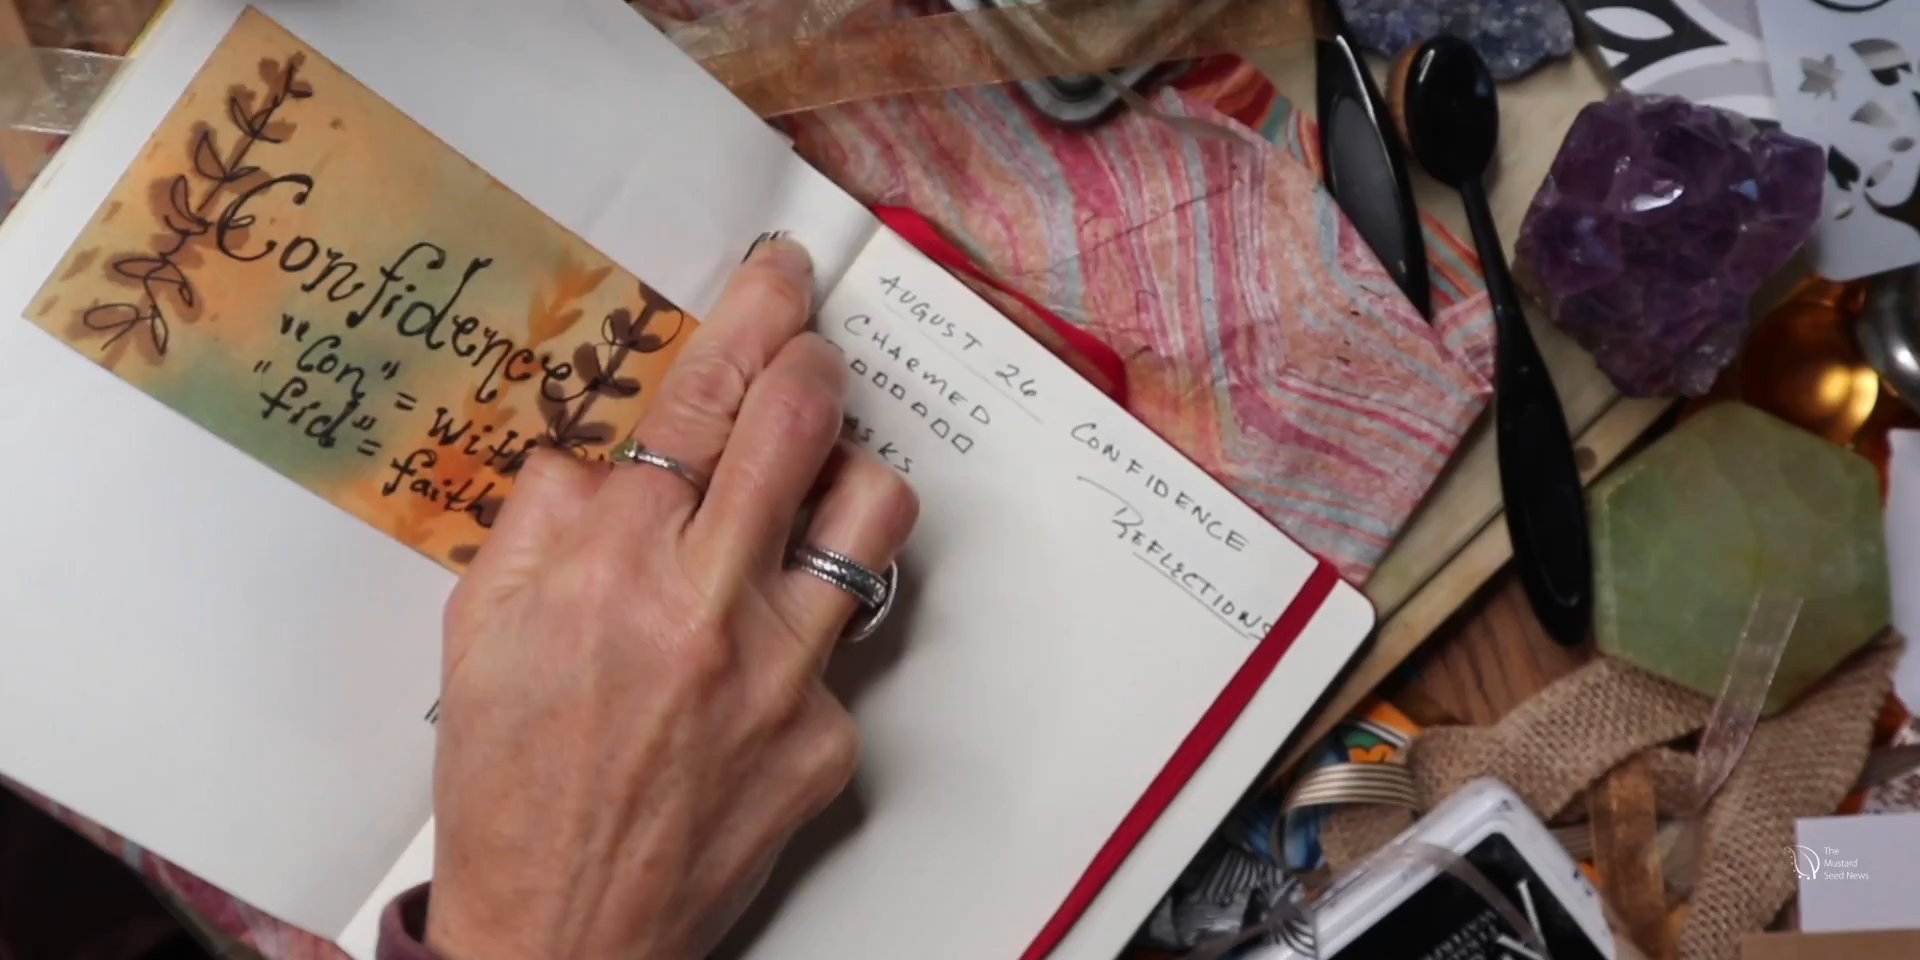 Confidence
"Con" = With
"fid" = faith
AUGUST 26
CHARMED
CONFIDENCE
REFLECTIONS
The
Mustard
Seed News